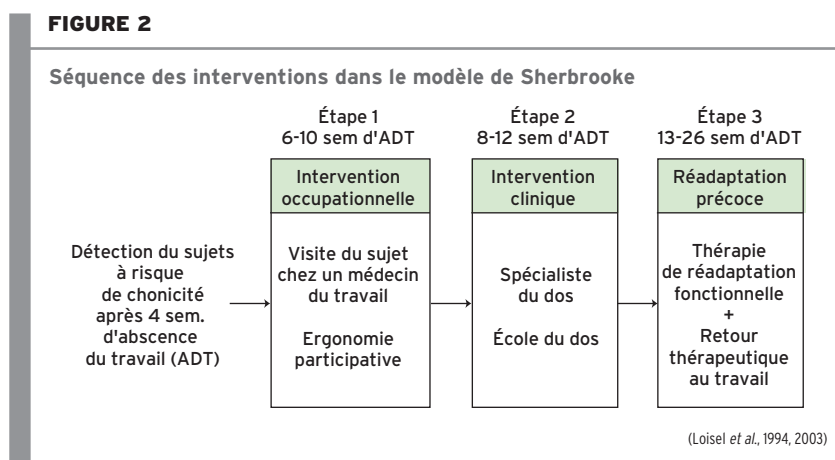 FIGURE 2
Séquence des interventions dans le modèle de Sherbrooke
Détection du sujets
à risque
de chonicité
après 4 sem.
d'abscence
du travail (ADT)
Étape 1
6-10 sem d'ADT
Intervention
occupationnelle
Visite du sujet
chez un médecin
du travail
Ergonomie
participative
Étape 2
8-12 sem d'ADT
Intervention
clinique
Spécialiste
du dos
École du dos
Étape 3
13-26 sem d'ADT
Réadaptation
précoce
Thérapie
de réadaptation
fonctionnelle
+
Retour
thérapeutique
au travail
(Loisel et al., 1994, 2003)